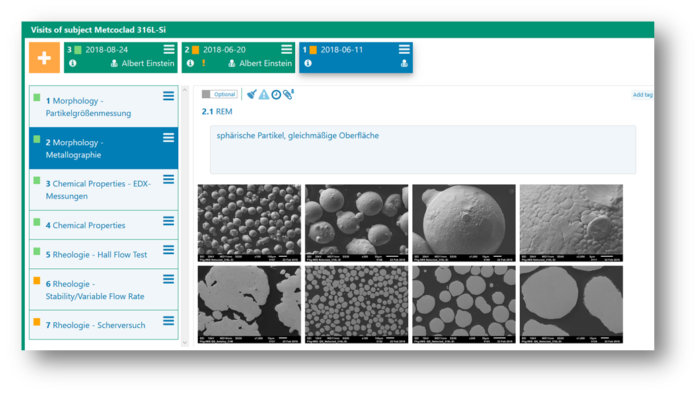 Visits of subject Metcoclad 316L-Si
3 2018-08-24
Albert Einstein
2 2018-06-20
! Albert Einstein
1 2018-06-11
1 Morphology -
Partikelgrößenmessung
2 Morphology -
Metallographie
3 Chemical Properties - EDX-
Messungen
4 Chemical Properties
5 Rheologie - Hall Flow Test
6 Rheologie -
Stability/Variable Flow Rate
7 Rheologie - Scherversuch
Optional
Add tag
2.1 REM
sphärische Partikel, gleichmäßige Oberfläche